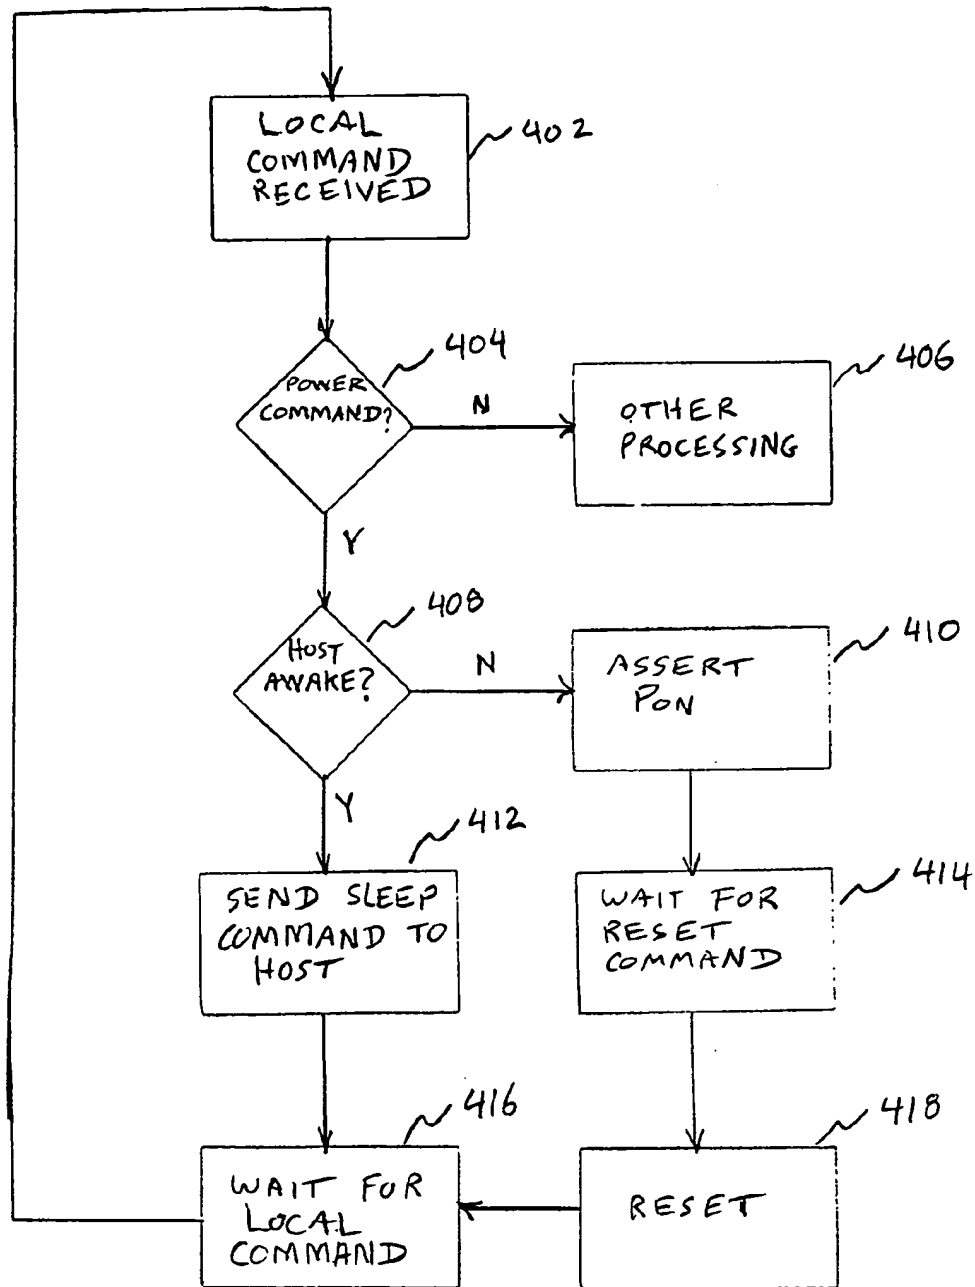 LOCAL
COMMAND
RECEIVED
402
POWER
COMMAND?
404
N
OTHER
PROCESSING
406
Y
HOST
AWAKE?
408
N
ASSERT
PON
410
Y
SEND SLEEP
COMMAND TO
HOST
412
WAIT FOR
RESET
COMMAND
414
WAIT FOR
LOCAL
COMMAND
416
RESET
418